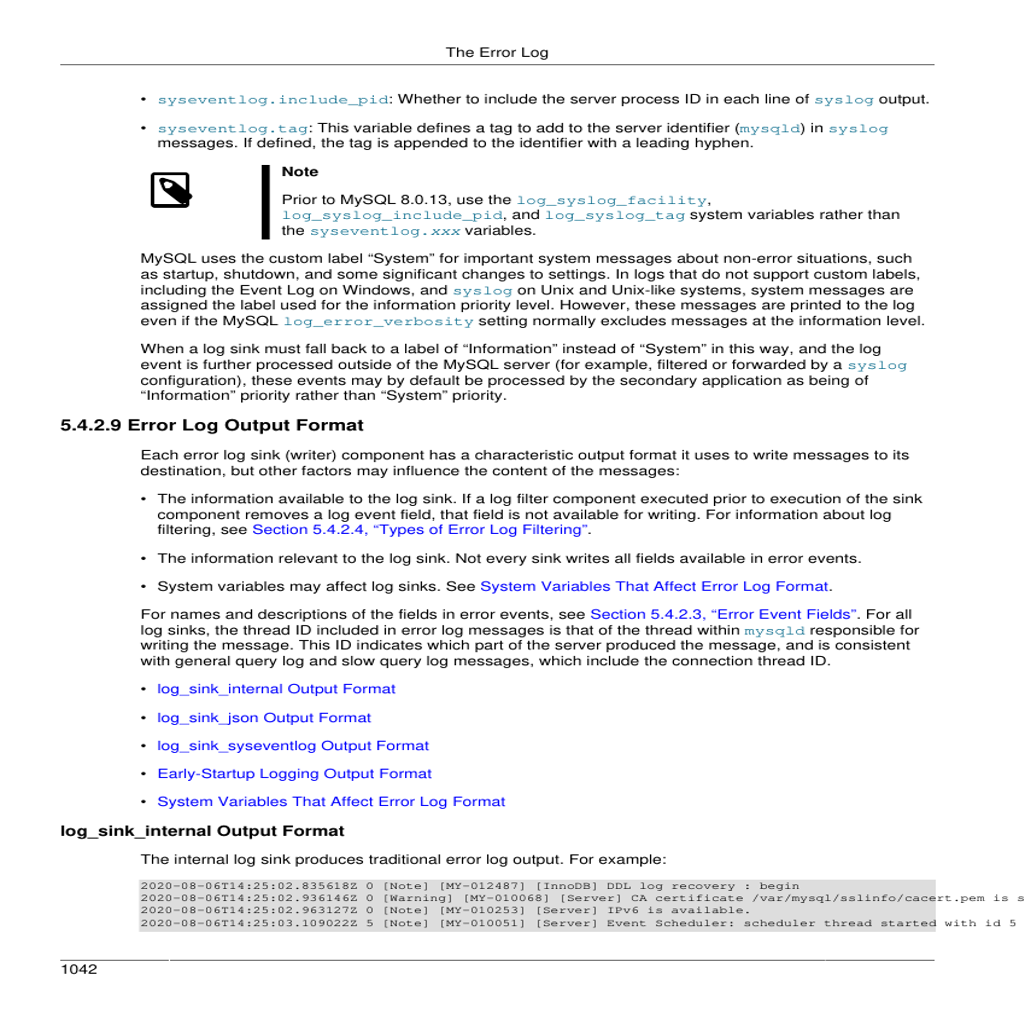 The Error Log
• syseventlog.include_pid: Whether to include the server process ID in each line of syslog output.
• syseventlog.tag: This variable defines a tag to add to the server identifier (mysqld) in syslog
messages. If defined, the tag is appended to the identifier with a leading hyphen.
Note
Prior to MySQL 8.0.13, use the log_syslog_facility,
log_syslog_include_pid, and log_syslog_tag system variables rather than
the syseventlog.xxx variables.
MySQL uses the custom label “System” for important system messages about non-error situations, such
as startup, shutdown, and some significant changes to settings. In logs that do not support custom labels,
including the Event Log on Windows, and syslog on Unix and Unix-like systems, system messages are
assigned the label used for the information priority level. However, these messages are printed to the log
even if the MySQL log_error_verbosity setting normally excludes messages at the information level.
When a log sink must fall back to a label of “Information” instead of “System” in this way, and the log
event is further processed outside of the MySQL server (for example, filtered or forwarded by a syslog
configuration), these events may by default be processed by the secondary application as being of
“Information” priority rather than “System” priority.
5.4.2.9 Error Log Output Format
Each error log sink (writer) component has a characteristic output format it uses to write messages to its
destination, but other factors may influence the content of the messages:
• The information available to the log sink. If a log filter component executed prior to execution of the sink
component removes a log event field, that field is not available for writing. For information about log
filtering, see Section 5.4.2.4, “Types of Error Log Filtering”.
• The information relevant to the log sink. Not every sink writes all fields available in error events.
• System variables may affect log sinks. See System Variables That Affect Error Log Format.
For names and descriptions of the fields in error events, see Section 5.4.2.3, “Error Event Fields”. For all
log sinks, the thread ID included in error log messages is that of the thread within mysqld responsible for
writing the message. This ID indicates which part of the server produced the message, and is consistent
with general query log and slow query log messages, which include the connection thread ID.
• log_sink_internal Output Format
• log_sink_json Output Format
• log_sink_syseventlog Output Format
• Early-Startup Logging Output Format
• System Variables That Affect Error Log Format
log_sink_internal Output Format
The internal log sink produces traditional error log output. For example:
2020-08-06T14:25:02.835618Z 0 [Note] [MY-012487] [InnoDB] DDL log recovery : begin
2020-08-06T14:25:02.936146Z 0 [Warning] [MY-010068] [Server] CA certificate /var/mysql/sslinfo/cacert.pem is s
2020-08-06T14:25:02.963127Z 0 [Note] [MY-010253] [Server] IPv6 is available.
2020-08-06T14:25:03.109022Z 5 [Note] [MY-010051] [Server] Event Scheduler: scheduler thread started with id 5
1042